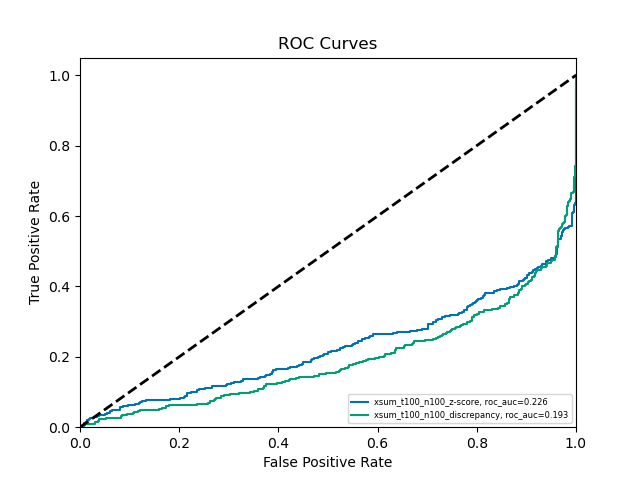 ROC Curves
True Positive Rate
1.0
0.8
0.6
0.4
0.2
0.0
xsum_t100_n100_z-score, roc_auc=0.226
xsum_t100_n100_discrepancy, roc_auc=0.193
0.0 0.2 0.4 0.6 0.8 1.0
False Positive Rate